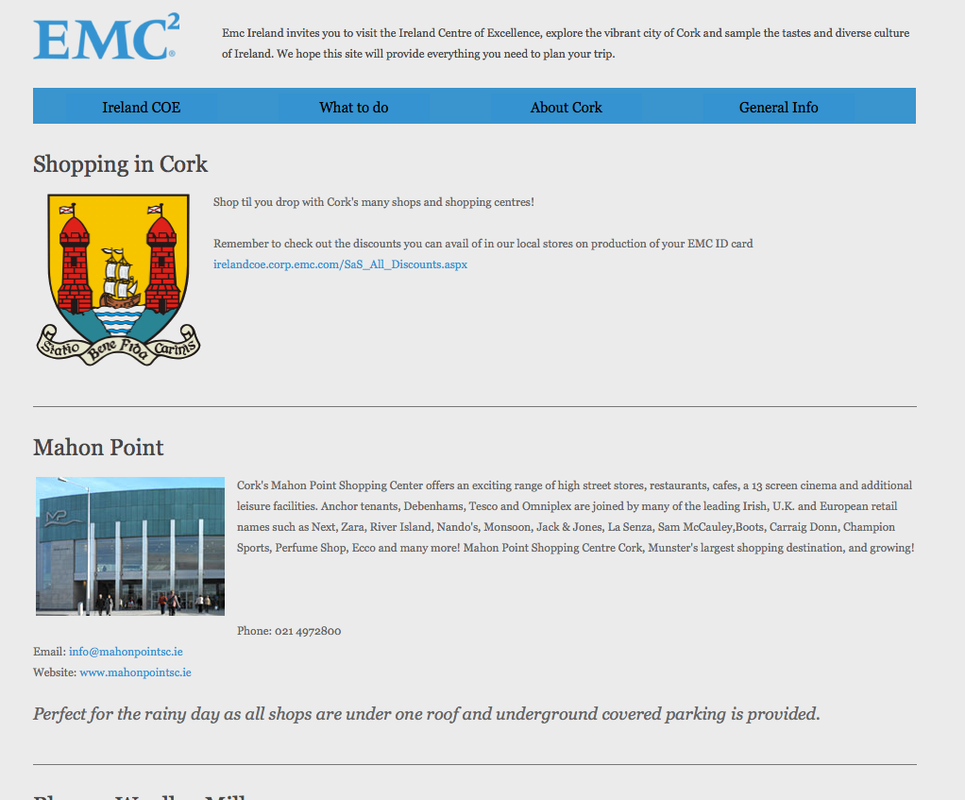 EMC²
Emc Ireland invites you to visit the Ireland Centre of Excellence, explore the vibrant city of Cork and sample the tastes and diverse culture
of Ireland. We hope this site will provide everything you need to plan your trip.
Ireland COE What to do About Cork General Info
Shopping in Cork
Shop til you drop with Cork's many shops and shopping centres!
Remember to check out the discounts you can avail of in our local stores on production of your EMC ID card
irelandcoe.corp.emc.com/SaS_All_Discounts.aspx
Statio Bene Fida Carinis
Mahon Point
Cork's Mahon Point Shopping Center offers an exciting range of high street stores, restaurants, cafes, a 13 screen cinema and additional
leisure facilities. Anchor tenants, Debenhams, Tesco and Omniplex are joined by many of the leading Irish, U.K. and European retail
names such as Next, Zara, River Island, Nando's, Monsoon, Jack & Jones, La Senza, Sam McCauley,Boots, Carraig Donn, Champion
Sports, Perfume Shop, Ecco and many more! Mahon Point Shopping Centre Cork, Munster's largest shopping destination, and growing!
MP
Phone: 021 4972800
Email: info@mahonpointsc.ie
Website: www.mahonpointsc.ie
Perfect for the rainy day as all shops are under one roof and underground covered parking is provided.